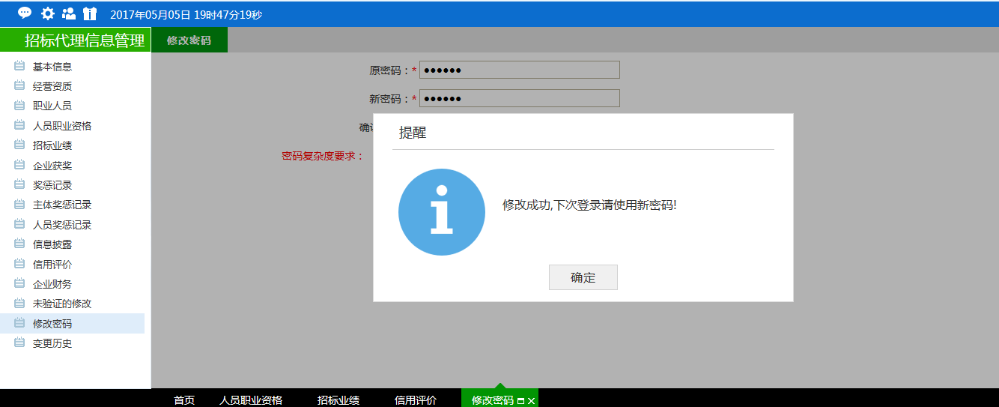 2017年05月05日 19时47分19秒
招标代理信息管理
修改密码
基本信息
经营资质
职业人员
人员职业资格
招标业绩
企业获奖
奖惩记录
主体奖惩记录
人员奖惩记录
信息披露
信用评价
企业财务
未验证的修改
修改密码
变更历史
原密码：* ●●●●●●
新密码：* ●●●●●●
密码复杂度要求：
提醒
修改成功,下次登录请使用新密码!
确定
首页 人员职业资格 招标业绩 信用评价 修改密码